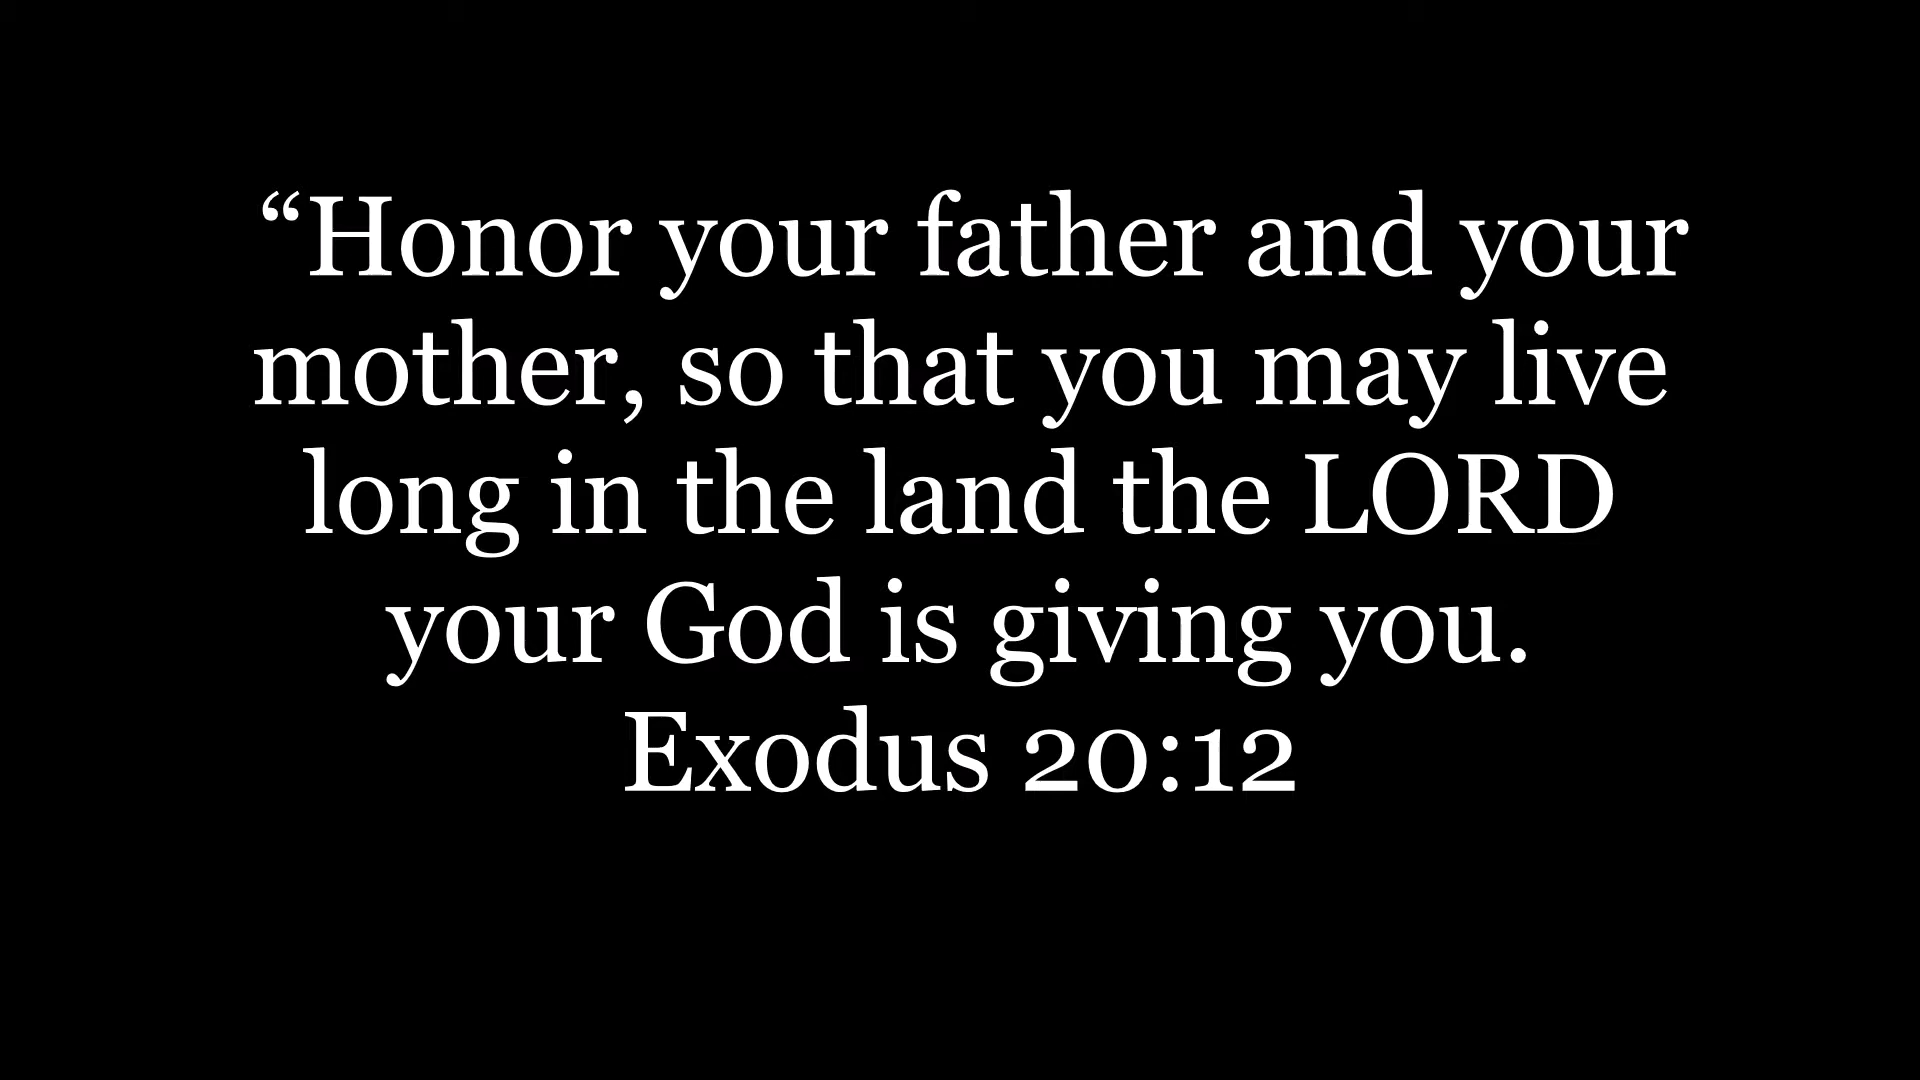 “Honor your father and your
mother, so that you may live
long in the land the LORD
your God is giving you.
Exodus 20:12